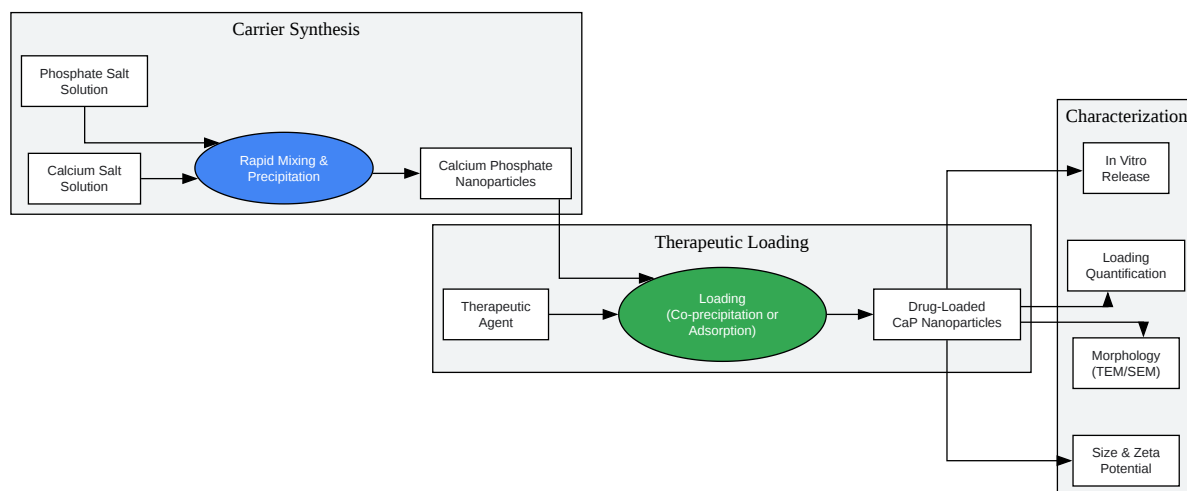 Carrier Synthesis
Phosphate Salt
Solution
Calcium Salt
Solution
Rapid Mixing &
Precipitation
Calcium Phosphate
Nanoparticles
Therapeutic Loading
Therapeutic
Agent
Loading
(Co-precipitation or
Adsorption)
Drug-Loaded
CaP Nanoparticles
Characterization
In Vitro
Release
Loading
Quantification
Morphology
(TEM/SEM)
Size & Zeta
Potential